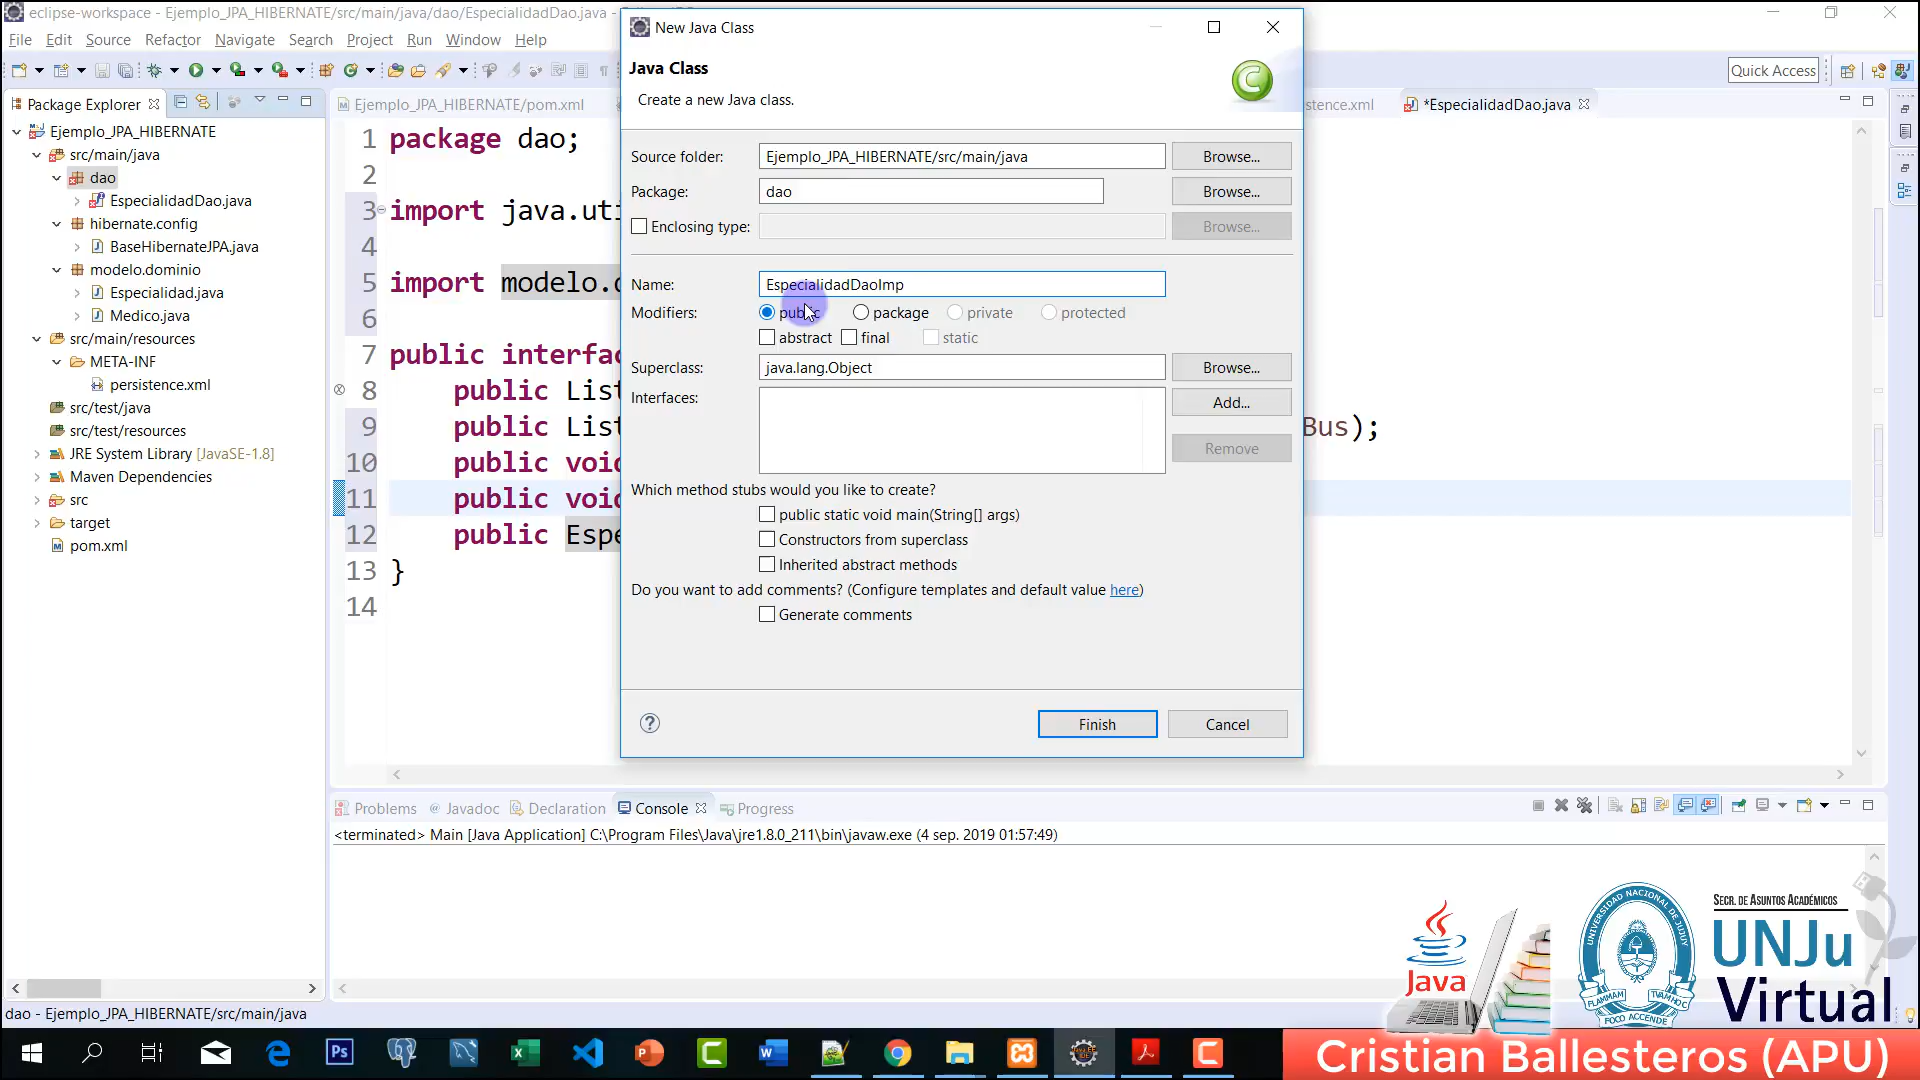 eclipse-workspace - Ejemplo_JPA_HIBERNATE/src/main/java/dao/EspecialidadDao.java -
File Edit Source Refactor Navigate Search Project Run Window Help
Quick Access
Package Explorer
Ejemplo_JPA_HIBERNATE
src/main/java
dao
EspecialidadDao.java
hibernate.config
BaseHibernateJPA.java
modelo.dominio
Especialidad.java
Medico.java
src/main/resources
META-INF
persistence.xml
src/test/java
src/test/resources
JRE System Library [JavaSE-1.8]
Maven Dependencies
src
target
pom.xml
Ejemplo_JPA_HIBERNATE/pom.xml
stence.xml
*EspecialidadDao.java
1 package dao;
2
3 import java.uti
4
5 import modelo.d
6
7 public interfac
8 public List
9 public List Bus);
10 public void
11 public void
12 public Espe
13 }
14
New Java Class
Java Class
Create a new Java class.
Source folder: Ejemplo_JPA_HIBERNATE/src/main/java Browse...
Package: dao Browse...
Enclosing type: Browse...
Name: EspecialidadDaoImp
Modifiers: public package private protected
abstract final static
Superclass: java.lang.Object Browse...
Interfaces: Add...
Remove
Which method stubs would you like to create?
public static void main(String[] args)
Constructors from superclass
Inherited abstract methods
Do you want to add comments? (Configure templates and default value here)
Generate comments
Finish Cancel
Problems @ Javadoc Declaration Console Progress
<terminated> Main [Java Application] C:\Program Files\Java\jre1.8.0_211\bin\javaw.exe (4 sep. 2019 01:57:49)
dao - Ejemplo_JPA_HIBERNATE/src/main/java
Java
UNIVERSIDAD NACIONAL DE JUJUY
FOCO ACCENDE
SECR. DE ASUNTOS ACADÉMICOS
UNJu
Virtual
Cristian Ballesteros (APU)